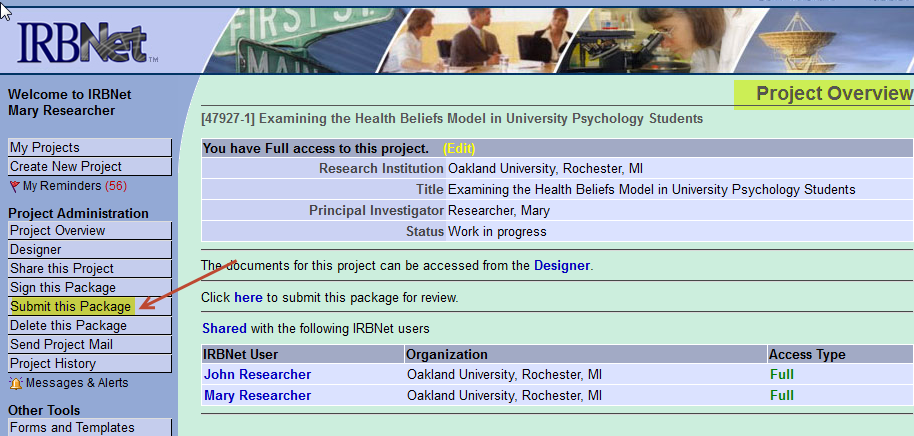 FIRST ST
MAIN
IRBNet™
Welcome to IRBNet
Mary Researcher
My Projects
Create New Project
My Reminders (56)
Project Administration
Project Overview
Designer
Share this Project
Sign this Package
Submit this Package
Delete this Package
Send Project Mail
Project History
Messages & Alerts
Other Tools
Forms and Templates
Project Overview
[47927-1] Examining the Health Beliefs Model in University Psychology Students
You have Full access to this project. (Edit)
Research Institution Oakland University, Rochester, MI
Title Examining the Health Beliefs Model in University Psychology Students
Principal Investigator Researcher, Mary
Status Work in progress
The documents for this project can be accessed from the Designer.
Click here to submit this package for review.
Shared with the following IRBNet users
IRBNet User Organization Access Type
John Researcher Oakland University, Rochester, MI Full
Mary Researcher Oakland University, Rochester, MI Full